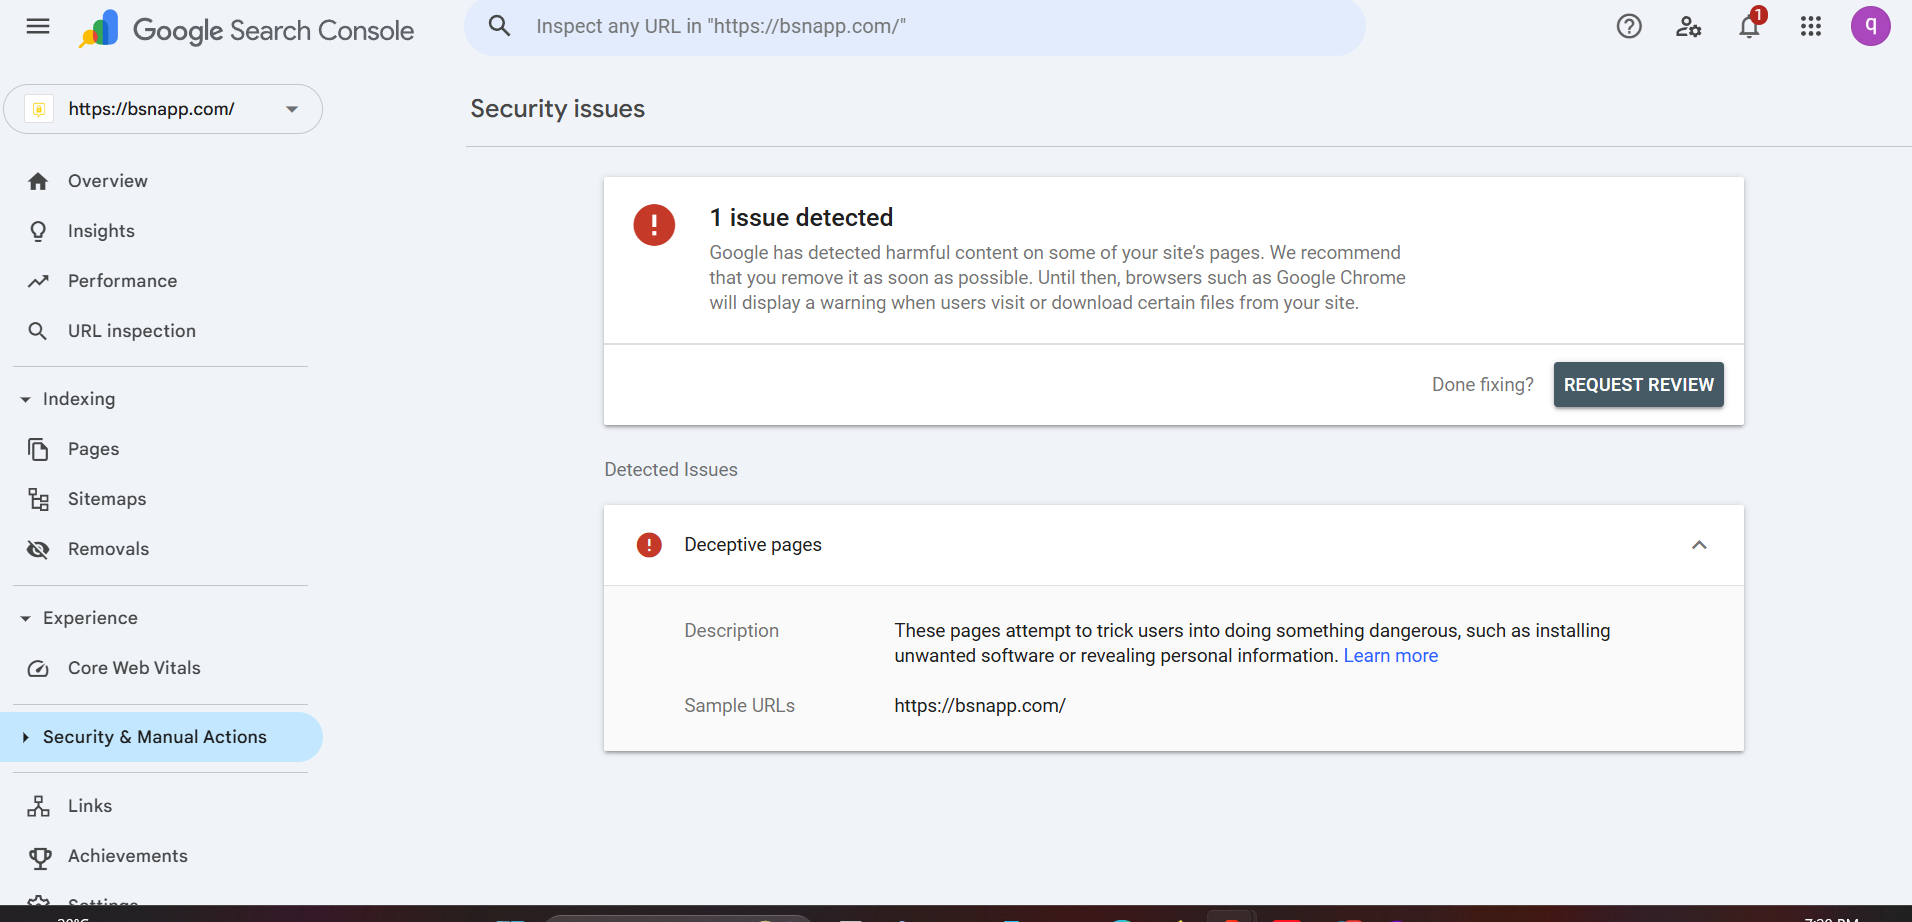 Google Search Console
Inspect any URL in "https://bsnapp.com/"
1
q
https://bsnapp.com/
Overview
Insights
Performance
URL inspection
Indexing
Pages
Sitemaps
Removals
Experience
Core Web Vitals
Security & Manual Actions
Links
Achievements
Settings
Security issues
1 issue detected
Google has detected harmful content on some of your site’s pages. We recommend
that you remove it as soon as possible. Until then, browsers such as Google Chrome
will display a warning when users visit or download certain files from your site.
Done fixing?
REQUEST REVIEW
Detected Issues
Deceptive pages
Description
These pages attempt to trick users into doing something dangerous, such as installing
unwanted software or revealing personal information. Learn more
Sample URLs
https://bsnapp.com/